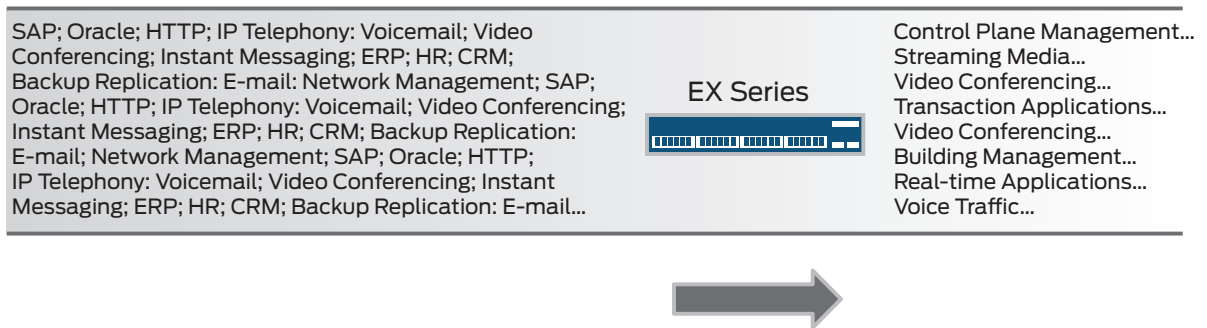 SAP; Oracle; HTTP; IP Telephony: Voicemail; Video
Conferencing; Instant Messaging; ERP; HR; CRM;
Backup Replication: E-mail: Network Management; SAP;
Oracle; HTTP; IP Telephony: Voicemail; Video Conferencing;
Instant Messaging; ERP; HR; CRM; Backup Replication:
E-mail; Network Management; SAP; Oracle; HTTP;
IP Telephony: Voicemail; Video Conferencing; Instant
Messaging; ERP; HR; CRM; Backup Replication: E-mail...
EX Series
Control Plane Management...
Streaming Media...
Video Conferencing...
Transaction Applications...
Video Conferencing...
Building Management...
Real-time Applications...
Voice Traffic...